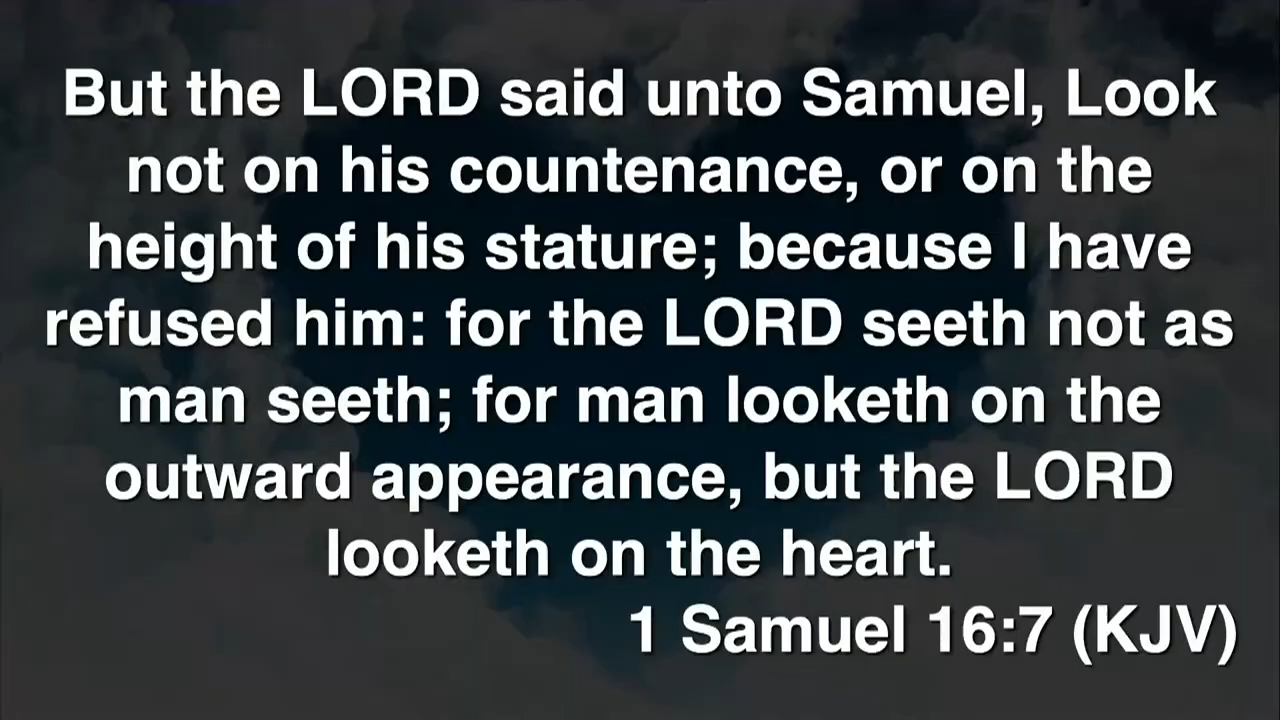 But the LORD said unto Samuel, Look
not on his countenance, or on the
height of his stature; because I have
refused him: for the LORD seeth not as
man seeth; for man looketh on the
outward appearance, but the LORD
looketh on the heart.
1 Samuel 16:7 (KJV)